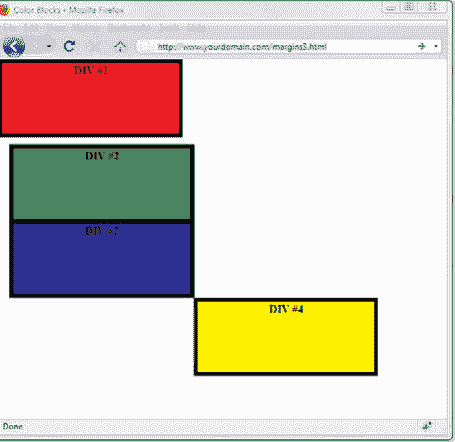 Color Blocks - Mozilla Firefox
http://www.yourdomain.com/margins3.html
DIV #1
DIV #2
DIV #4
Done